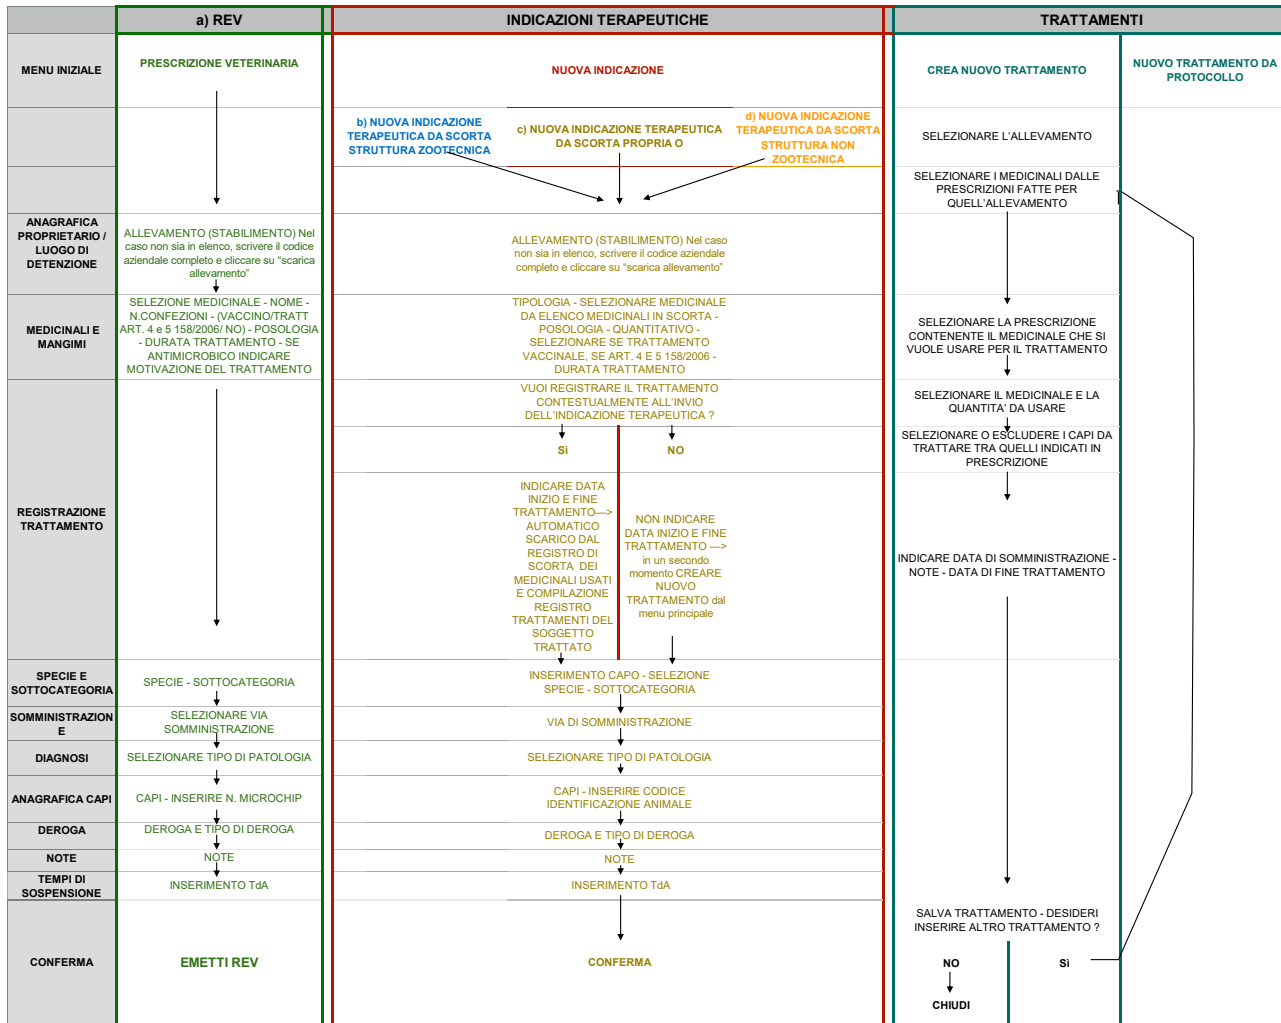 a) REV
INDICAZIONI TERAPEUTICHE
TRATTAMENTI
MENU INIZIALE
PRESCRIZIONE VETERINARIA
NUOVA INDICAZIONE
CREA NUOVO TRATTAMENTO
NUOVO TRATTAMENTO DA
PROTOCOLLO
b) NUOVA INDICAZIONE
TERAPEUTICA DA SCORTA
STRUTTURA ZOOTECNICA
c) NUOVA INDICAZIONE TERAPEUTICA
DA SCORTA PROPRIA O
d) NUOVA INDICAZIONE
TERAPEUTICA DA SCORTA
STRUTTURA NON
ZOOTECNICA
SELEZIONARE L'ALLEVAMENTO
SELEZIONARE I MEDICINALI DALLE
PRESCRIZIONI FATTE PER
QUELL'ALLEVAMENTO
ANAGRAFICA
PROPRIETARIO /
LUOGO DI
DETENZIONE
ALLEVAMENTO (STABILIMENTO) Nel
caso non sia in elenco, scrivere il codice
aziendale completo e cliccare su “scarica
allevamento”
ALLEVAMENTO (STABILIMENTO) Nel caso
non sia in elenco, scrivere il codice aziendale
completo e cliccare su “scarica allevamento”
MEDICINALI E
MANGIMI
SELEZIONE MEDICINALE - NOME -
N.CONFEZIONI - (VACCINO/TRATT
ART. 4 e 5 158/2006/ NO) - POSOLOGIA
- DURATA TRATTAMENTO - SE
ANTIMICROBICO INDICARE
MOTIVAZIONE DEL TRATTAMENTO
TIPOLOGIA - SELEZIONARE MEDICINALE
DA ELENCO MEDICINALI IN SCORTA -
POSOLOGIA - QUANTITATIVO -
SELEZIONARE SE TRATTAMENTO
VACCINALE, SE ART. 4 E 5 158/2006 -
DURATA TRATTAMENTO
SELEZIONARE LA PRESCRIZIONE
CONTENENTE IL MEDICINALE CHE SI
VUOLE USARE PER IL TRATTAMENTO
REGISTRAZIONE
TRATTAMENTO
VUOI REGISTRARE IL TRATTAMENTO
CONTESTUALMENTE ALL'INVIO
DELL'INDICAZIONE TERAPEUTICA ?
SELEZIONARE IL MEDICINALE E LA
QUANTITA' DA USARE
Sì
NO
SELEZIONARE O ESCLUDERE I CAPI DA
TRATTARE TRA QUELLI INDICATI IN
PRESCRIZIONE
INDICARE DATA
INIZIO E FINE
TRATTAMENTO—>
AUTOMATICO
SCARICO DAL
REGISTRO DI
SCORTA DEI
MEDICINALI USATI
E COMPILAZIONE
REGISTRO
TRATTAMENTI DEL
SOGGETTO
TRATTATO
NON INDICARE
DATA INIZIO E FINE
TRATTAMENTO —>
in un secondo
momento CREARE
NUOVO
TRATTAMENTO dal
menu principale
INDICARE DATA DI SOMMINISTRAZIONE -
NOTE - DATA DI FINE TRATTAMENTO
SPECIE E
SOTTOCATEGORIA
SPECIE - SOTTOCATEGORIA
INSERIMENTO CAPO - SELEZIONE
SPECIE - SOTTOCATEGORIA
SOMMINISTRAZION
E
SELEZIONARE VIA
SOMMINISTRAZIONE
VIA DI SOMMINISTRAZIONE
DIAGNOSI
SELEZIONARE TIPO DI PATOLOGIA
SELEZIONARE TIPO DI PATOLOGIA
ANAGRAFICA CAPI
CAPI - INSERIRE N. MICROCHIP
CAPI - INSERIRE CODICE
IDENTIFICAZIONE ANIMALE
DEROGA
DEROGA E TIPO DI DEROGA
DEROGA E TIPO DI DEROGA
NOTE
NOTE
NOTE
TEMPI DI
SOSPENSIONE
INSERIMENTO TdA
INSERIMENTO TdA
SALVA TRATTAMENTO - DESIDERI
INSERIRE ALTRO TRATTAMENTO ?
CONFERMA
EMETTI REV
CONFERMA
NO
Sì
CHIUDI